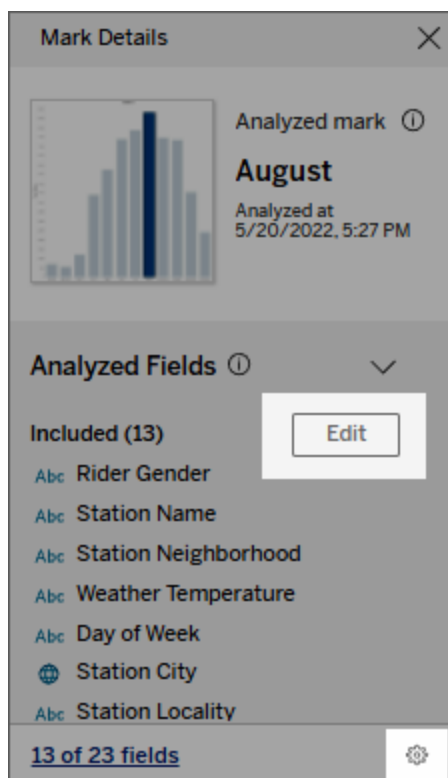 Mark Details
Analyzed mark
August
Analyzed at
5/20/2022, 5:27 PM
Analyzed Fields
Included (13)
Edit
Abc Rider Gender
Abc Station Name
Abc Station Neighborhood
Abc Weather Temperature
Abc Day of Week
Station City
Abc Station Locality
13 of 23 fields